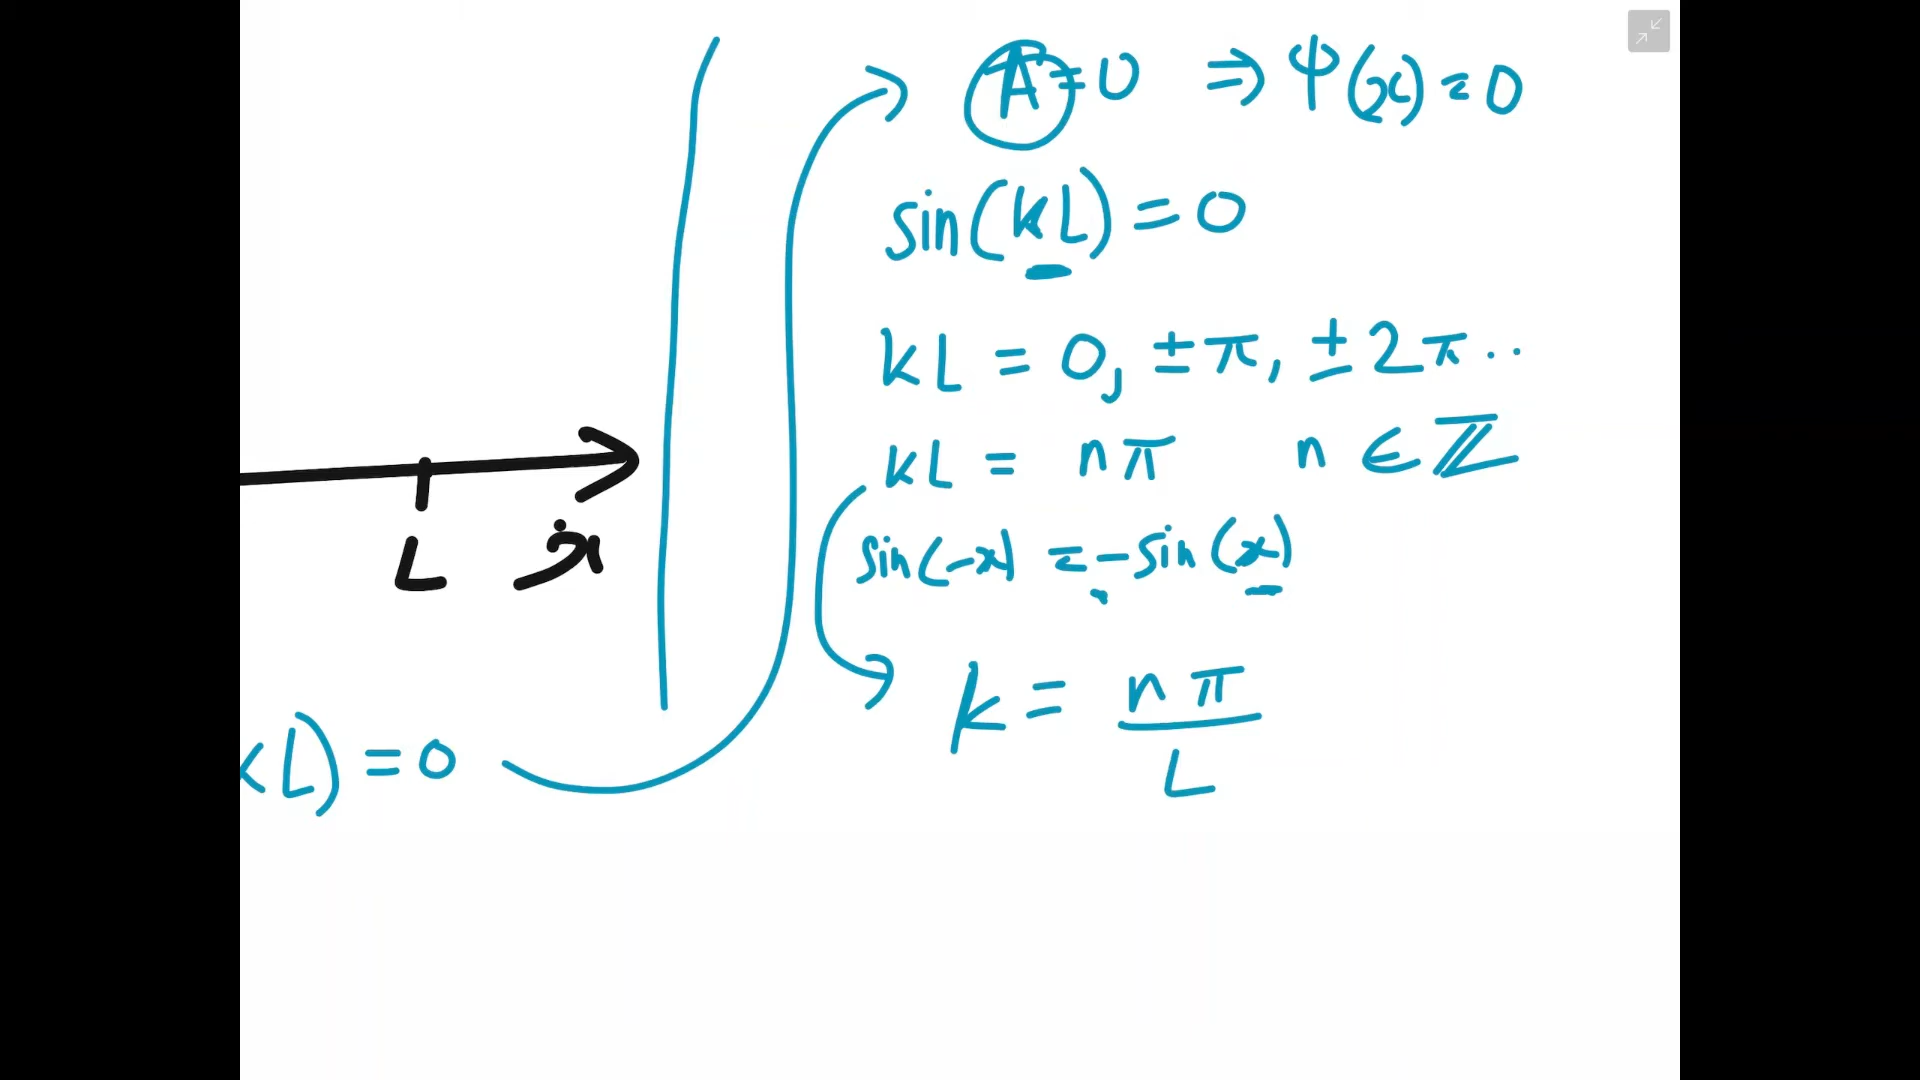 A = 0 ⇒ ψ(x) = 0
sin(kL) = 0
kL = 0, ±π, ±2π..
kL = nπ n ∈ ℤ
sin(-x) = -sin(x)
k = nπ/L
L x
kL) = 0